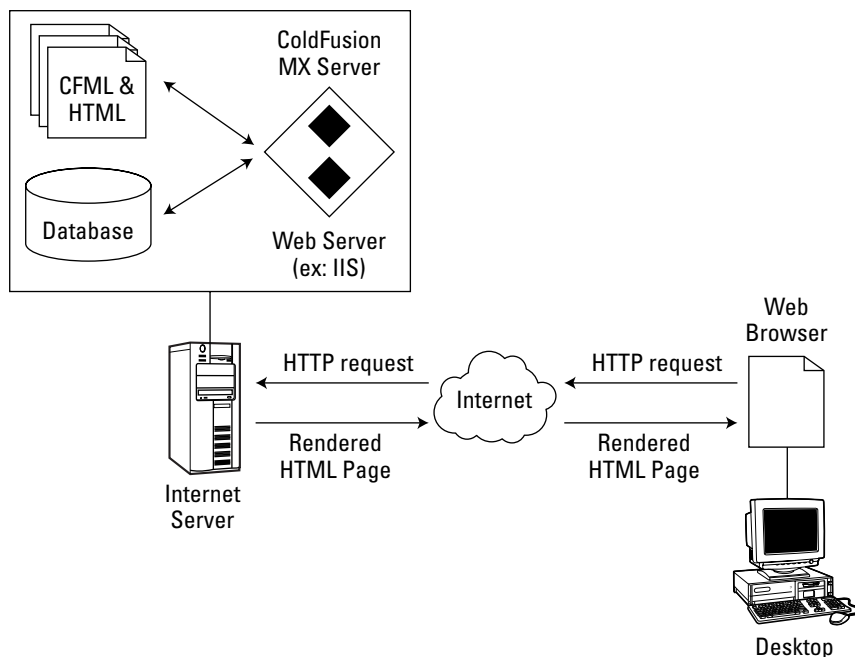 CFML &
HTML
ColdFusion
MX Server
Database
Web Server
(ex: IIS)
Web
Browser
HTTP request
HTTP request
Internet
Rendered
HTML Page
Rendered
HTML Page
Internet
Server
Desktop